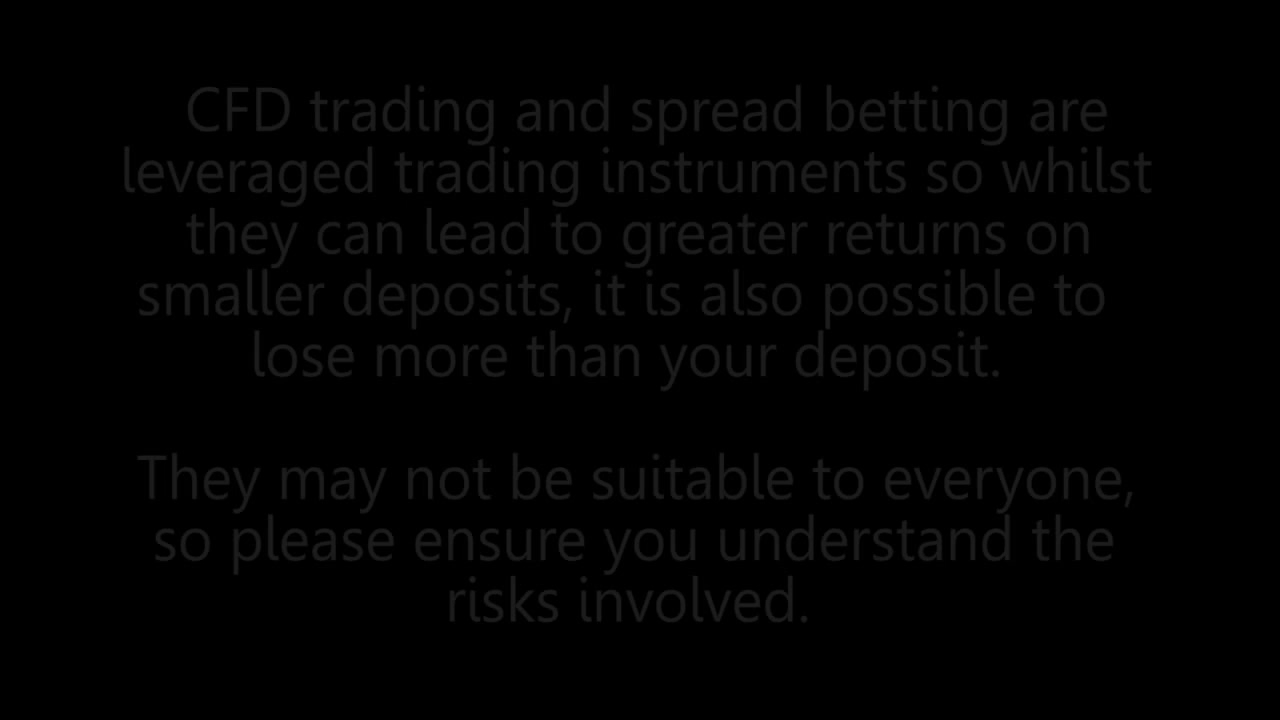 CFD trading and spread betting are
leveraged trading instruments so whilst
they can lead to greater returns on
smaller deposits, it is also possible to
lose more than your deposit.
They may not be suitable to everyone,
so please ensure you understand the
risks involved.